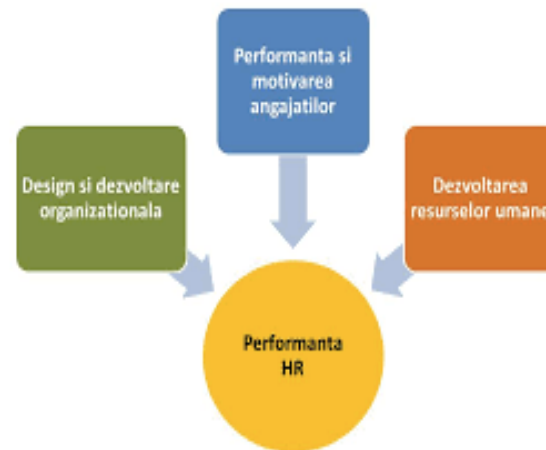 Performanta si
motivarea
angajatilor
Design si dezvoltare
organizationala
Dezvoltarea
resurselor umane
Performanta
HR